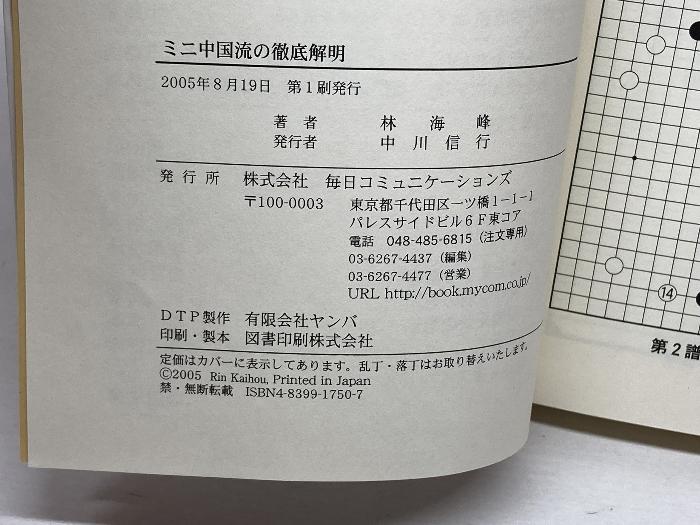 ミニ中国流の徹底解明
2005年8月19日 第1刷発行
著者 林海峰
発行者 中川信行
発行所 株式会社 毎日コミュニケーションズ
〒100-0003 東京都千代田区一ツ橋1-1-1
パレスサイドビル6F東コア
電話 048-485-6815（注文専用）
03-6267-4437（編集）
03-6267-4477（営業）
URL http://book.mycom.co.jp/
DTP製作 有限会社ヤンバ
印刷・製本 図書印刷株式会社
定価はカバーに表示してあります。乱丁・落丁はお取り替えいたします。
©2005 Rin Kaihou, Printed in Japan
禁・無断転載 ISBN4-8399-1750-7
14
第2譜